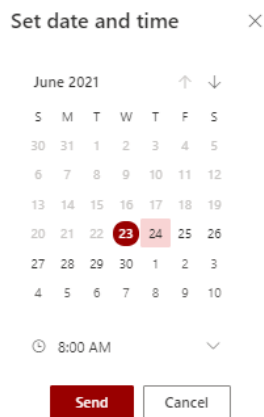 Set date and time
June 2021
S M T W T F S
30 31 1 2 3 4 5
6 7 8 9 10 11 12
13 14 15 16 17 18 19
20 21 22 23 24 25 26
27 28 29 30 1 2 3
4 5 6 7 8 9 10
8:00 AM
Send Cancel